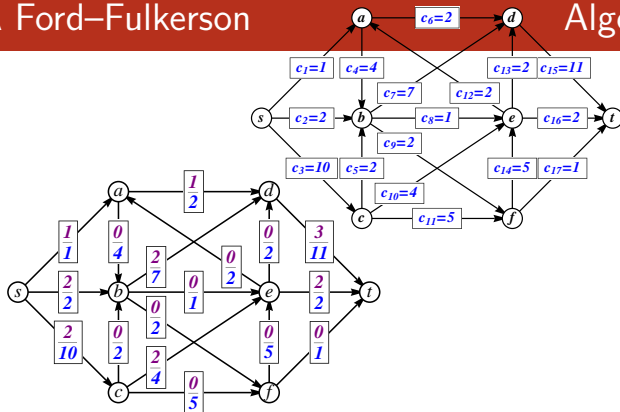 Ford–Fulkerson Algo
a c6=2 d
c1=1 c4=4 c13=2 c15=11
c7=7 c12=2
s c2=2 b c8=1 e c16=2 t
c9=2
c3=10 c5=2 c14=5 c17=1
c10=4
c c11=5 f
a 1/2 d
1/1 0/4 0/2 3/11
2/7 0/2
s 2/2 b 0/1 e 2/2 t
0/2
2/10 0/2 2/4 0/5 0/1
c 0/5 f